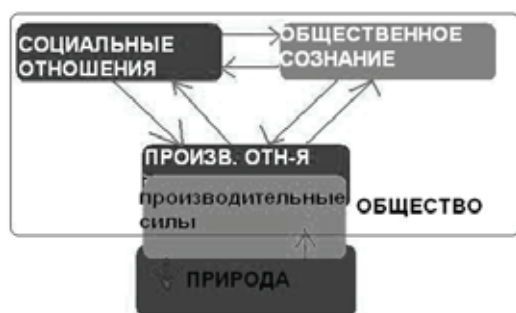 СОЦИАЛЬНЫЕ
ОТНОШЕНИЯ
ОБЩЕСТВЕННОЕ
СОЗНАНИЕ
ПРОИЗВ. ОТН-Я
производительные
силы
ОБЩЕСТВО
ПРИРОДА